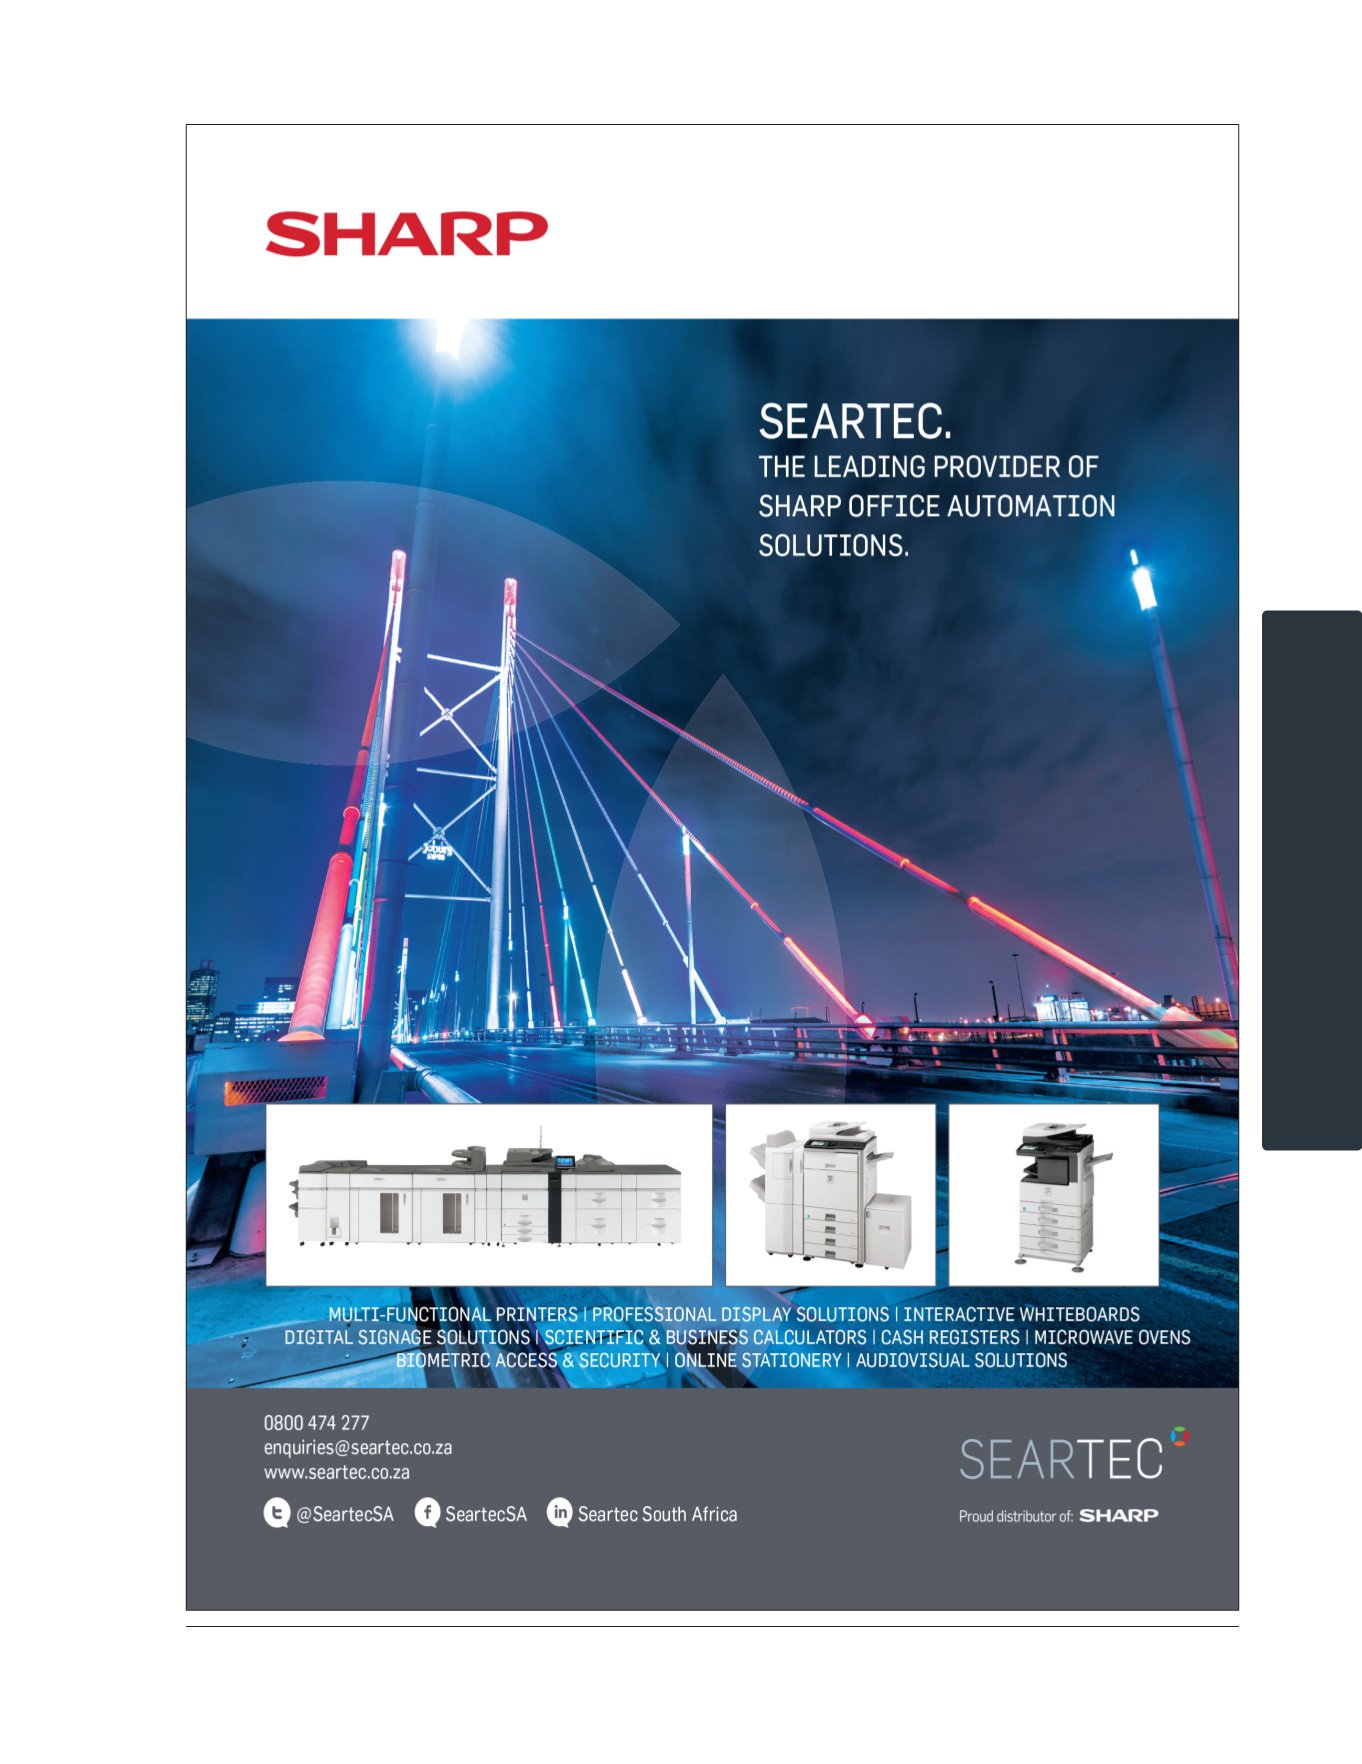 SHARP
SEARTEC.
THE LEADING PROVIDER OF
SHARP OFFICE AUTOMATION
SOLUTIONS.
Joburg
MULTI-FUNCTIONAL PRINTERS | PROFESSIONAL DISPLAY SOLUTIONS | INTERACTIVE WHITEBOARDS
DIGITAL SIGNAGE SOLUTIONS | SCIENTIFIC & BUSINESS CALCULATORS | CASH REGISTERS | MICROWAVE OVENS
BIOMETRIC ACCESS & SECURITY | ONLINE STATIONERY | AUDIOVISUAL SOLUTIONS
0800 474 277
enquiries@seartec.co.za
www.seartec.co.za
@SeartecSA SeartecSA in Seartec South Africa
SEARTEC
Proud distributor of: SHARP